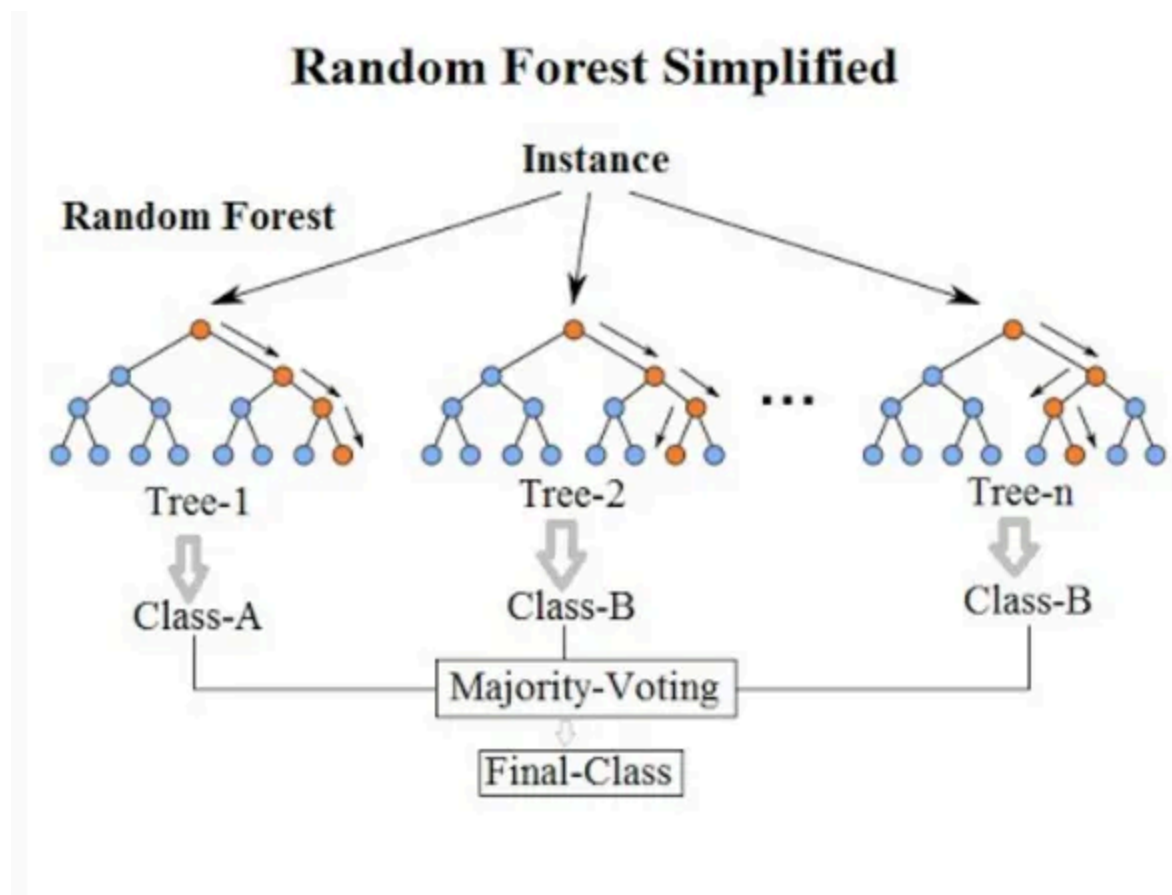 Random Forest Simplified
Instance
Random Forest
...
Tree-1
Tree-2
Tree-n
Class-A
Class-B
Class-B
Majority-Voting
Final-Class